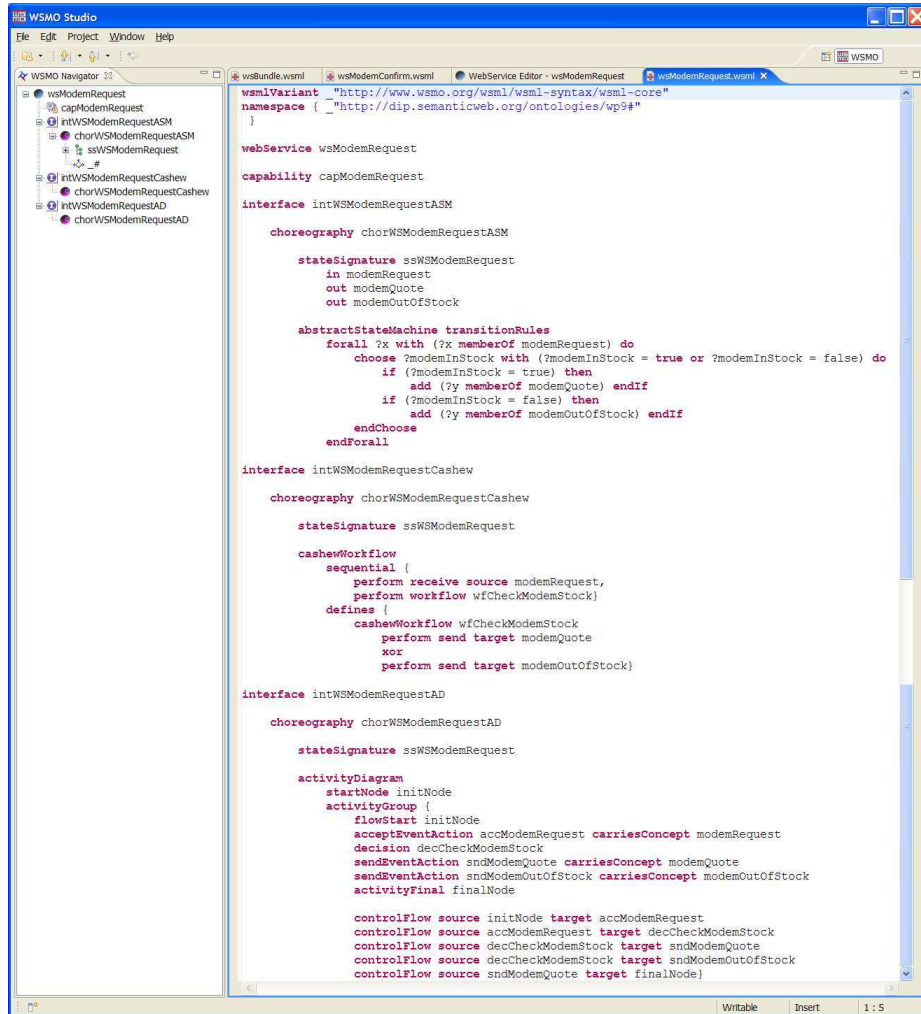 WSMO Studio
File Edit Project Window Help
WSMO
WSMO Navigator
wsBundle.wsml wsModemConfirm.wsml WebService Editor - wsModemRequest wsModemRequest.wsml
wsModemRequest
capModemRequest
intWSModemRequestASM
chorWSModemRequestASM
ssWSModemRequest
_#
intWSModemRequestCashew
chorWSModemRequestCashew
intWSModemRequestAD
chorWSModemRequestAD
wsmlVariant _"http://www.wsmo.org/wsml/wsml-syntax/wsml-core"
namespace { _"http://dip.semanticweb.org/ontologies/wp9#"
}
webService wsModemRequest
capability capModemRequest
interface intWSModemRequestASM
choreography chorWSModemRequestASM
stateSignature ssWSModemRequest
in modemRequest
out modemQuote
out modemOutOfStock
abstractStateMachine transitionRules
forall ?x with (?x memberOf modemRequest) do
choose ?modemInStock with (?modemInStock = true or ?modemInStock = false) do
if (?modemInStock = true) then
add (?y memberOf modemQuote) endIf
if (?modemInStock = false) then
add (?y memberOf modemOutOfStock) endIf
endChoose
endForall
interface intWSModemRequestCashew
choreography chorWSModemRequestCashew
stateSignature ssWSModemRequest
cashewWorkflow
sequential {
perform receive source modemRequest,
perform workflow wfCheckModemStock}
defines {
cashewWorkflow wfCheckModemStock
perform send target modemQuote
xor
perform send target modemOutOfStock}
interface intWSModemRequestAD
choreography chorWSModemRequestAD
stateSignature ssWSModemRequest
activityDiagram
startNode initNode
activityGroup {
flowStart initNode
acceptEventAction accModemRequest carriesConcept modemRequest
decision decCheckModemStock
sendEventAction sndModemQuote carriesConcept modemQuote
sendEventAction sndModemOutOfStock carriesConcept modemOutOfStock
activityFinal finalNode
controlFlow source initNode target accModemRequest
controlFlow source accModemRequest target decCheckModemStock
controlFlow source decCheckModemStock target sndModemQuote
controlFlow source decCheckModemStock target sndModemOutOfStock
controlFlow source sndModemQuote target finalNode}
Writable Insert 1 : 5